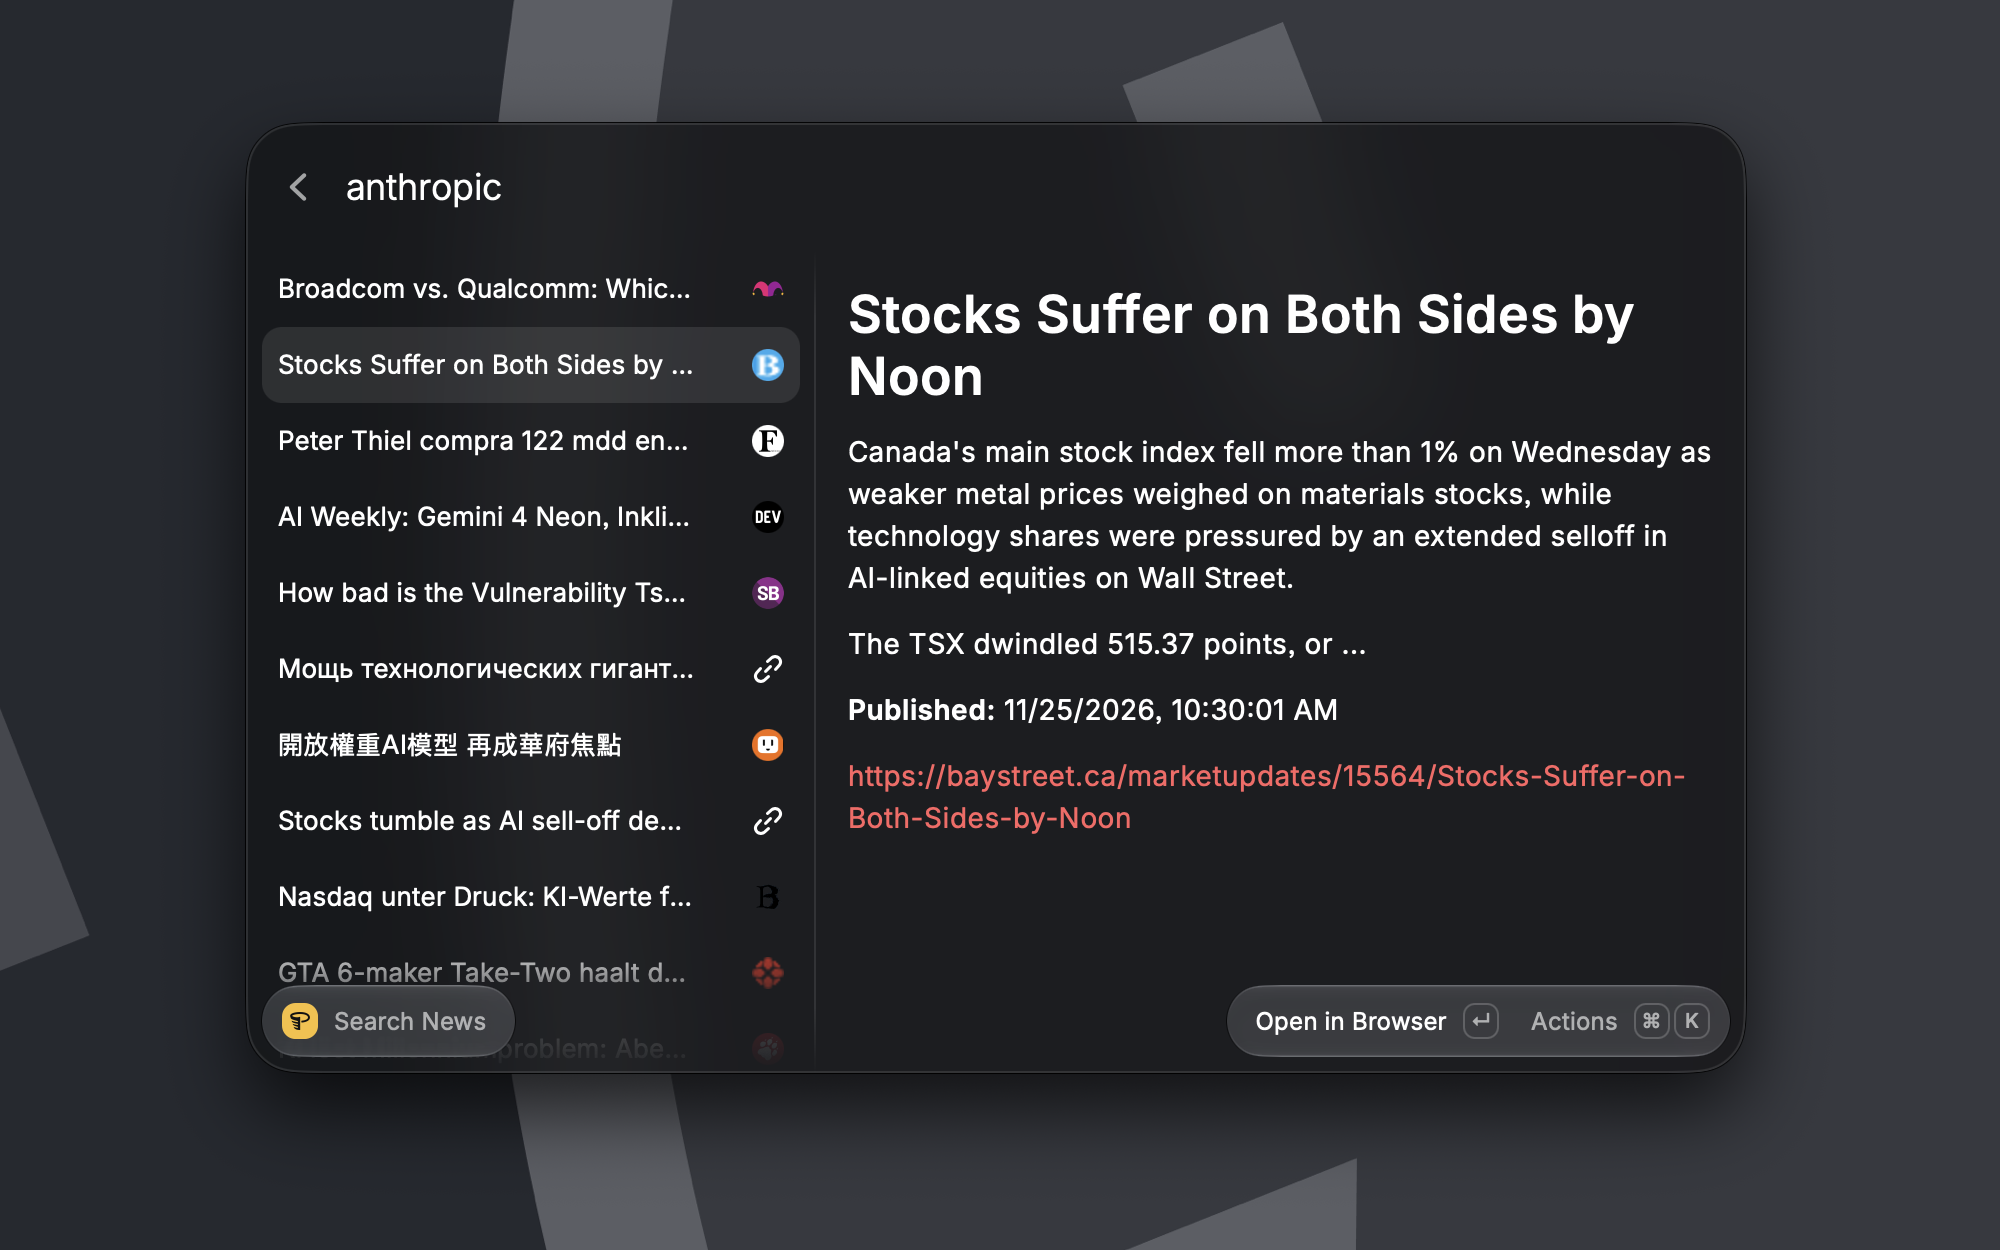 anthropic
Broadcom vs. Qualcomm: Whic...
Stocks Suffer on Both Sides by ...
B
Peter Thiel compra 122 mdd en...
F
AI Weekly: Gemini 4 Neon, Inkli...
DEV
How bad is the Vulnerability Ts...
SB
Мощь технологических гигант...
開放權重AI模型 再成華府焦點
Stocks tumble as AI sell-off de...
Nasdaq unter Druck: KI-Werte f...
B
GTA 6-maker Take-Two haalt d...
problem: Abe...
Search News
Stocks Suffer on Both Sides by
Noon
Canada's main stock index fell more than 1% on Wednesday as
weaker metal prices weighed on materials stocks, while
technology shares were pressured by an extended selloff in
AI-linked equities on Wall Street.
The TSX dwindled 515.37 points, or ...
Published: 11/25/2026, 10:30:01 AM
https://baystreet.ca/marketupdates/15564/Stocks-Suffer-on-
Both-Sides-by-Noon
Open in Browser ↵ Actions ⌘ K